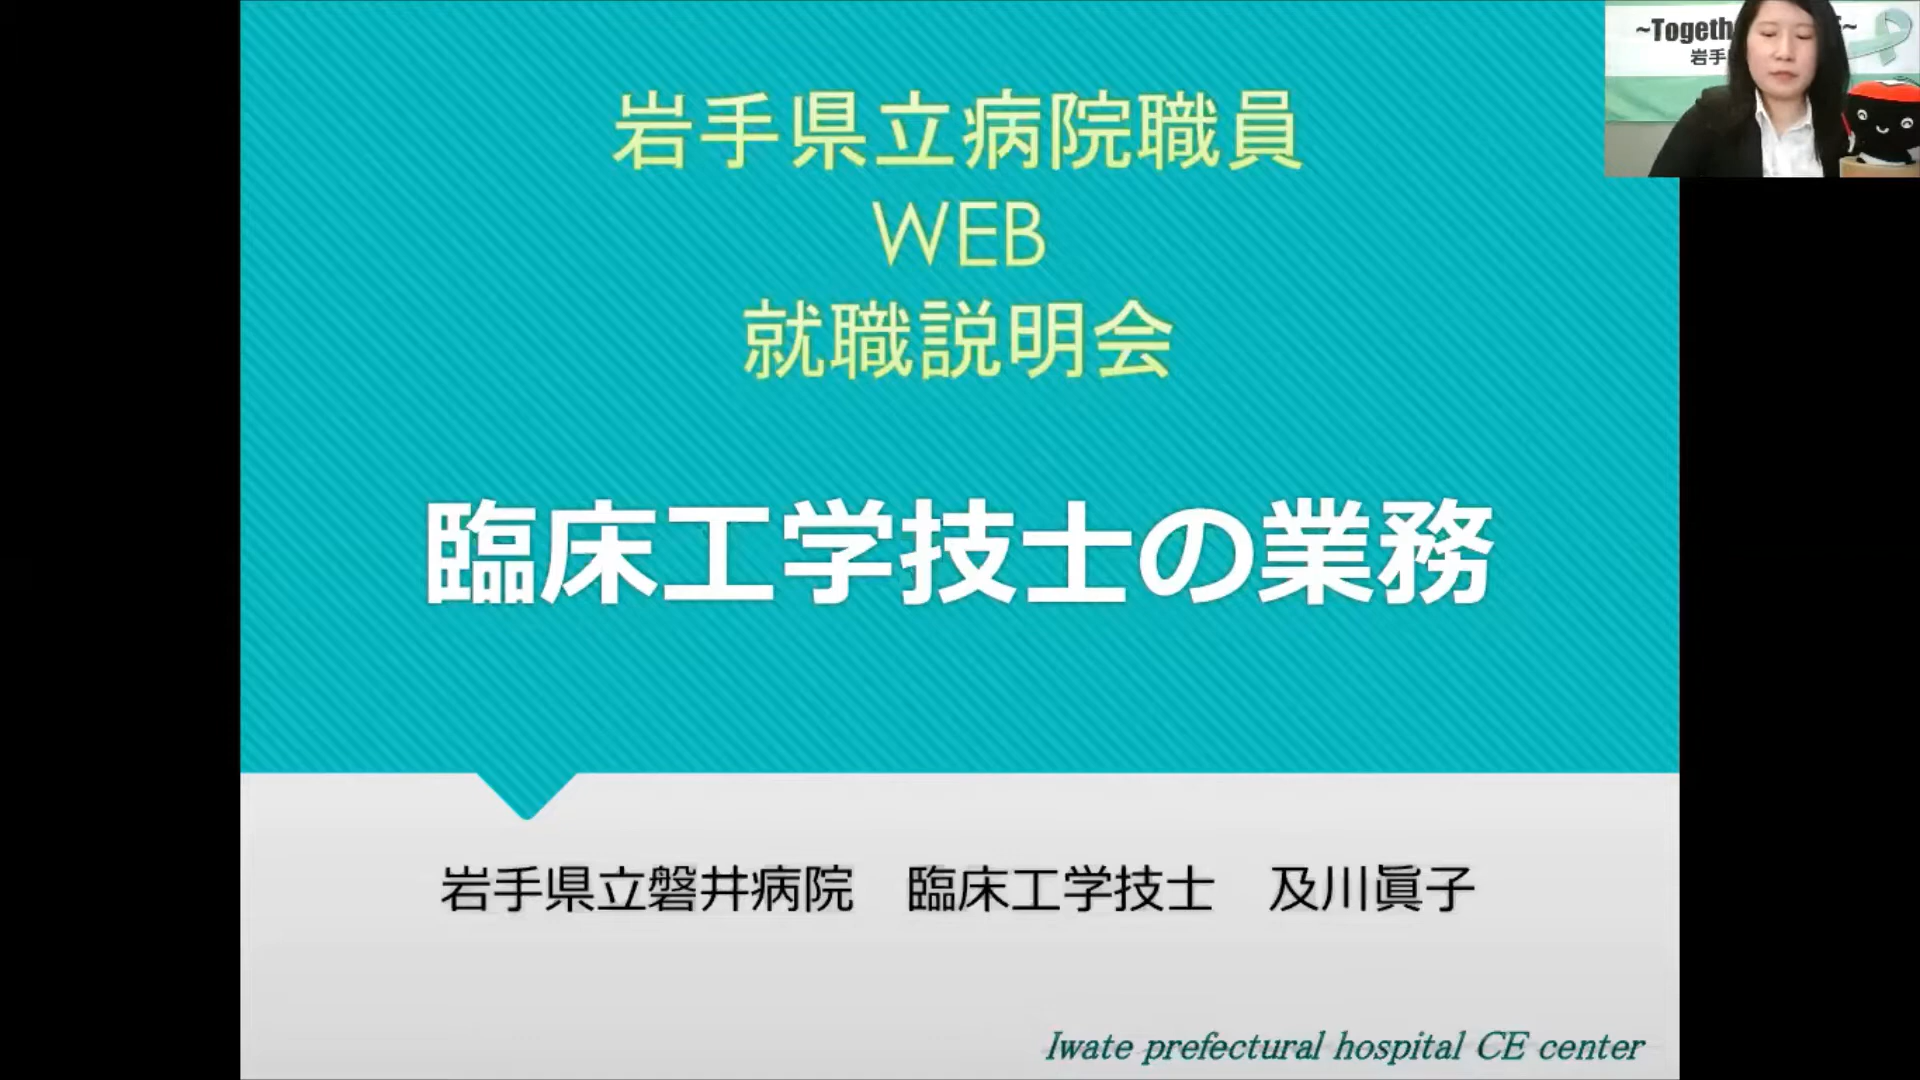 岩手県立病院職員
WEB
就職説明会
臨床工学技士の業務
岩手県立磐井病院　臨床工学技士　及川眞子
Iwate prefectural hospital CE center
~Togeth
岩手